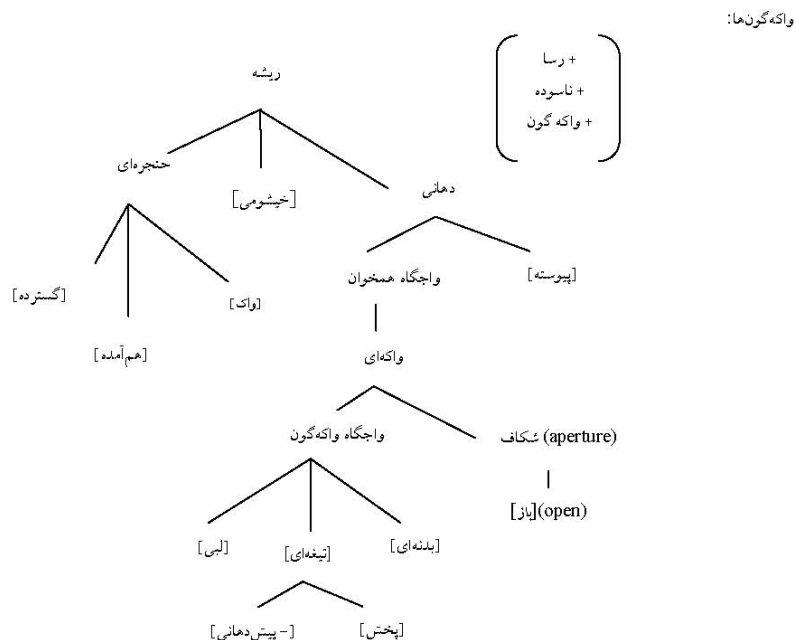 واکه‌گون‌ها:
+ رسا
+ ناسوده
+ واکه گون
ریشه
حنجره‌ای
[خیشومی]
دهانی
[گسترده]
[هم‌آمده]
[واک]
واجگاه همخوان
[پیوسته]
واکه‌ای
واجگاه واکه‌گون
شکاف (aperture)
[باز](open)
[لبی]
[تیغه‌ای]
[بدنه‌ای]
[- پیش‌دهانی]
[پخش]